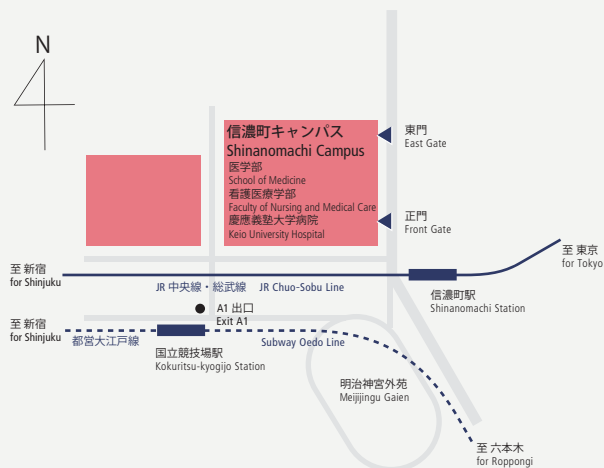 N
信濃町キャンパス
Shinanomachi Campus
医学部
School of Medicine
看護医療学部
Faculty of Nursing and Medical Care
慶應義塾大学病院
Keio University Hospital
東門
East Gate
正門
Front Gate
至 新宿
for Shinjuku
JR 中央線・総武線 JR Chuo-Sobu Line
至 東京
for Tokyo
信濃町駅
Shinanomachi Station
A1 出口
Exit A1
至 新宿
for Shinjuku
都営大江戸線
Subway Oedo Line
国立競技場駅
Kokuritsu-kyogijo Station
明治神宮外苑
Meijijingu Gaien
至 六本木
for Roppongi